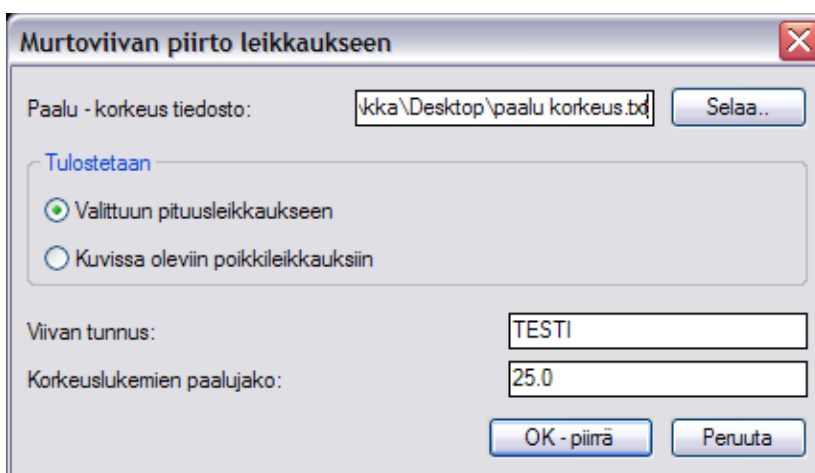 Murtoviivan piirto leikkaukseen
Paalu - korkeus tiedosto: \kka\Desktop\paalu korkeus.txt Selaa..
Tulostetaan
Valittuun pituusleikkaukseen
Kuvissa oleviin poikkileikkauksiin
Viivan tunnus: TESTI
Korkeuslukemien paalujako: 25.0
OK - piirrä Peruuta